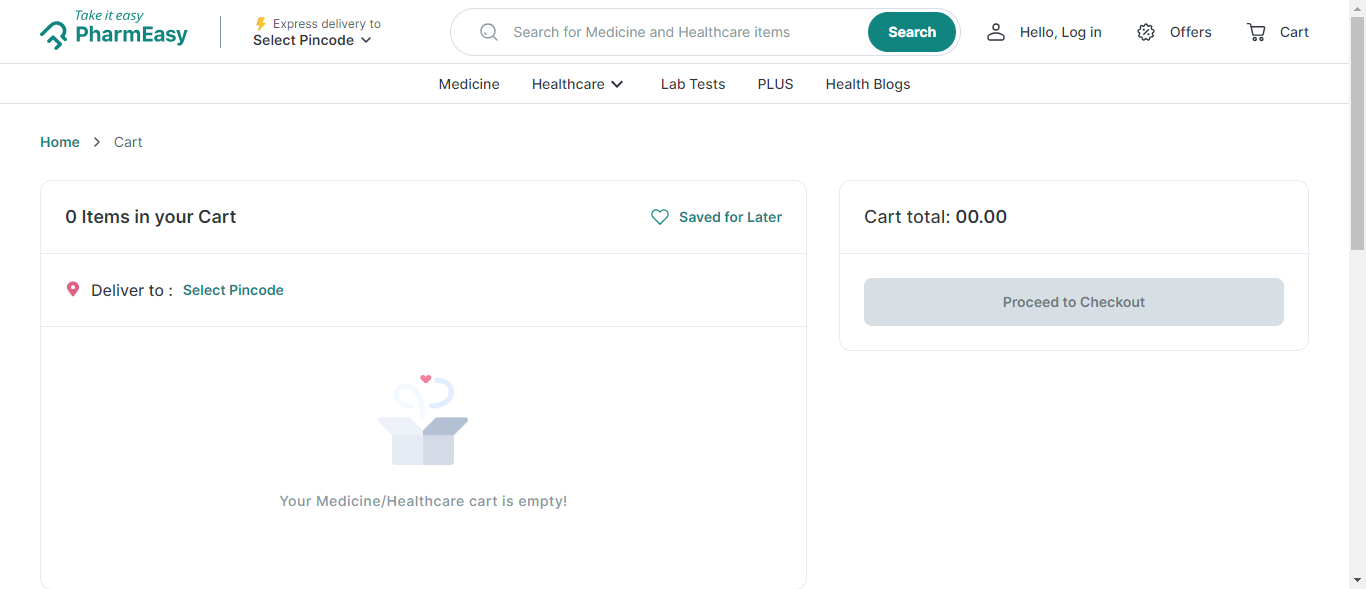 Take it easy
PharmEasy
Express delivery to
Select Pincode
Search for Medicine and Healthcare items
Search
Hello, Log in
Offers
Cart
Medicine
Healthcare
Lab Tests
PLUS
Health Blogs
Home
Cart
0 Items in your Cart
Saved for Later
Deliver to :
Select Pincode
Your Medicine/Healthcare cart is empty!
Cart total: 00.00
Proceed to Checkout